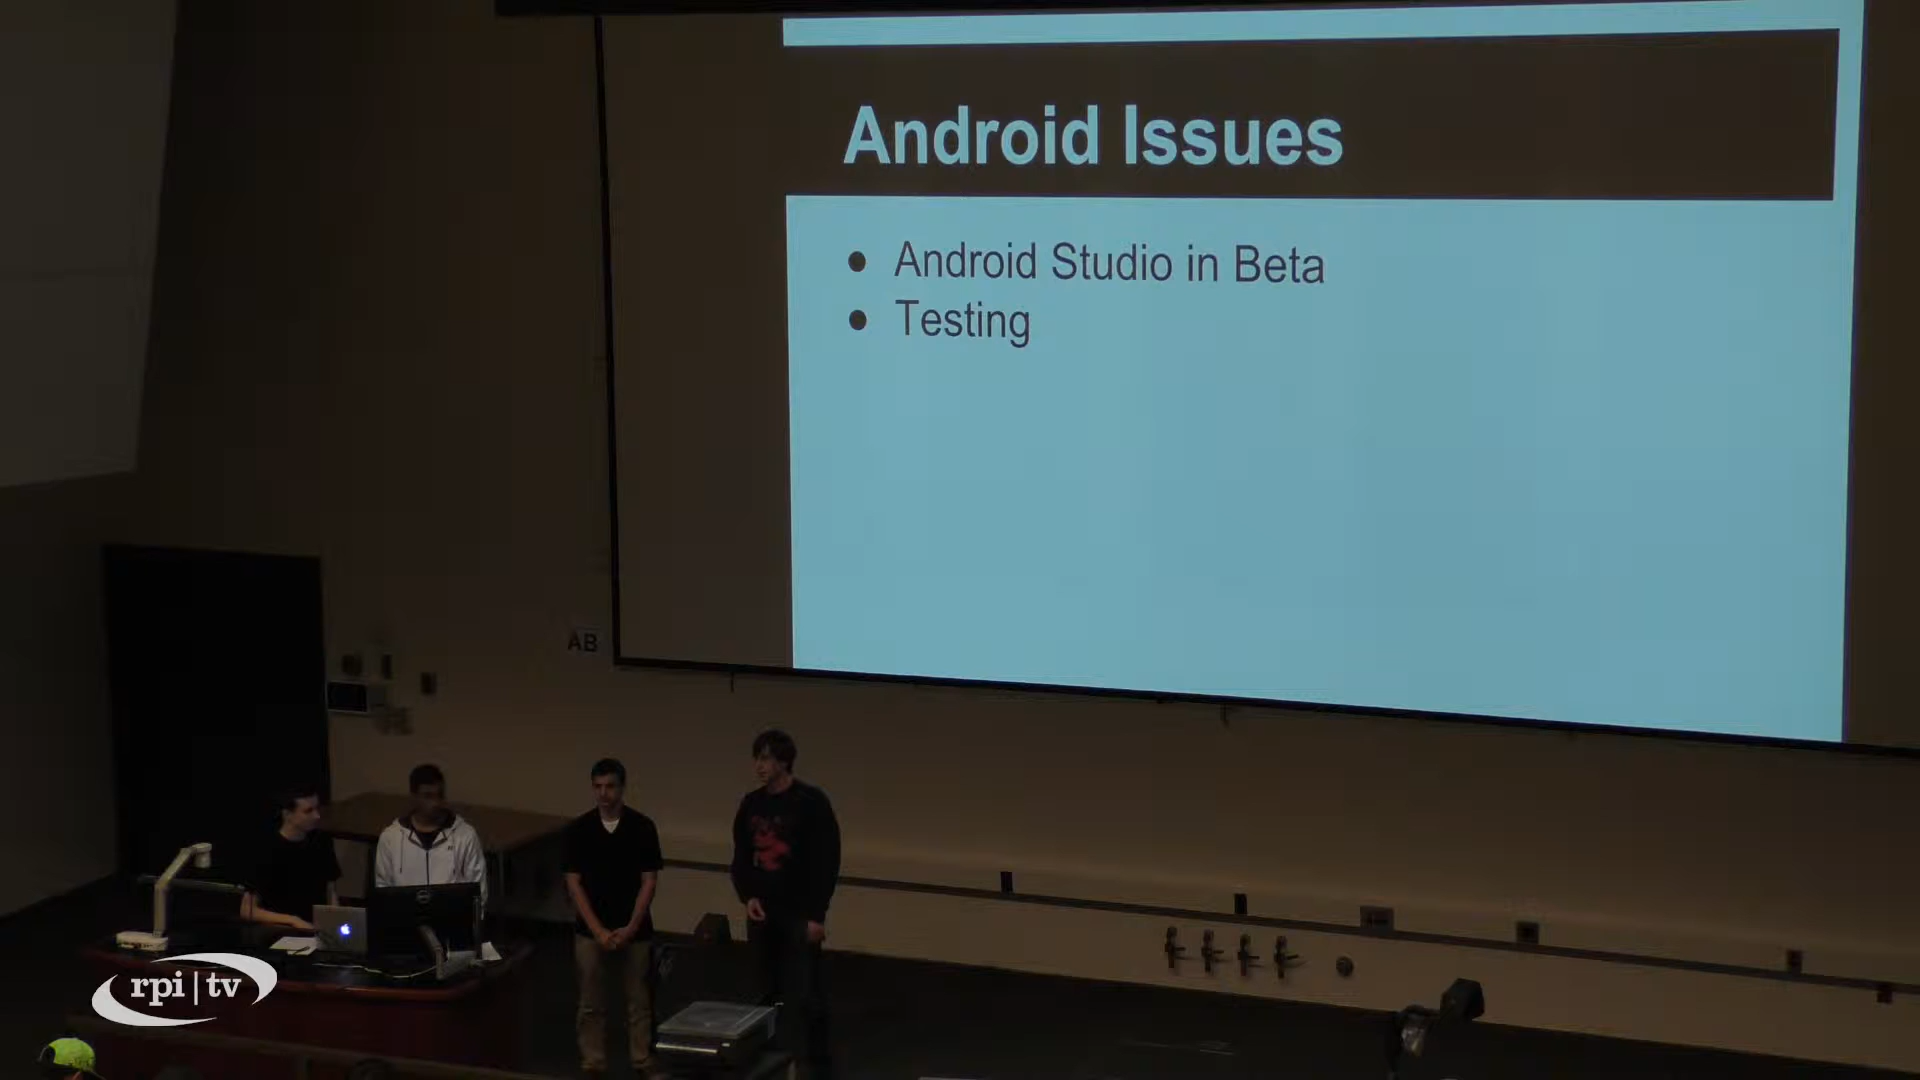 Android Issues
● Android Studio in Beta
● Testing
AB
rpi|tv